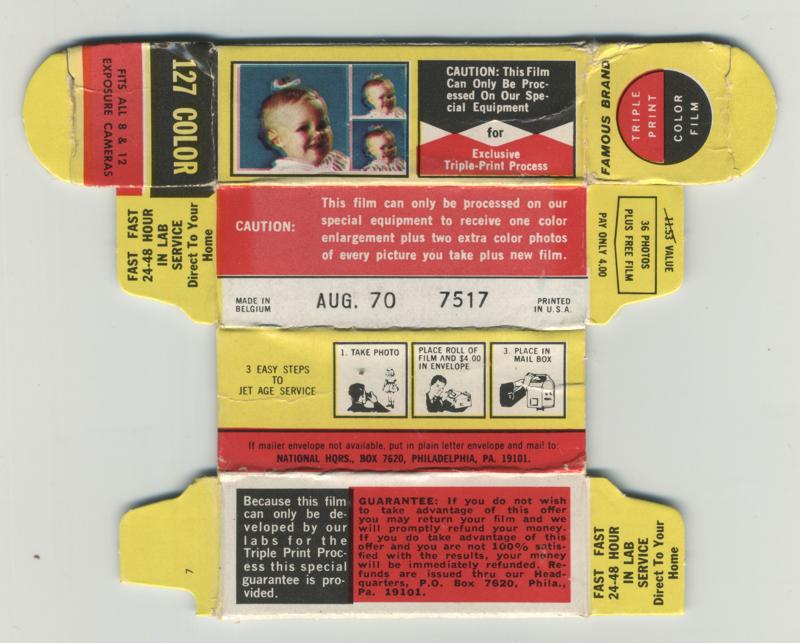 127 COLOR
FITS ALL 8 & 12
EXPOSURE CAMERAS
CAUTION: This Film
Can Only Be Proc-
essed On Our Spe-
cial Equipment
for
Exclusive
Triple-Print Process
FAMOUS BRAND
TRIPLE
PRINT
COLOR
FILM
FAST FAST
24-48 HOUR
IN LAB
SERVICE
Direct To Your
Home
CAUTION:
This film can only be processed on our
special equipment to receive one color
enlargement plus two extra color photos
of every picture you take plus new film.
11.53 VALUE
36 PHOTOS
PLUS FREE FILM
PAY ONLY 4.00
MADE IN
BELGIUM
AUG. 70
7517
PRINTED
IN U.S.A.
3 EASY STEPS
TO
JET AGE SERVICE
1. TAKE PHOTO
PLACE ROLL OF
FILM AND $4.00
IN ENVELOPE
3. PLACE IN
MAIL BOX
If mailer envelope not available, put in plain letter envelope and mail to:
NATIONAL HQRS., BOX 7620, PHILADELPHIA, PA. 19101.
7
Because this film
can only be de-
veloped by our
labs for the
Triple Print Proc-
ess this special
guarantee is pro-
vided.
GUARANTEE: If you do not wish
to take advantage of this offer
you may return your film and we
will promptly refund your money.
If you do take advantage of this
offer and you are not 100% satis-
fied with the results, your money
will be immediately refunded. Re-
funds are issued thru our Head-
quarters, P.O. Box 7620, Phila.,
Pa. 19101.
FAST FAST
24-48 HOUR
IN LAB
SERVICE
Direct To Your
Home